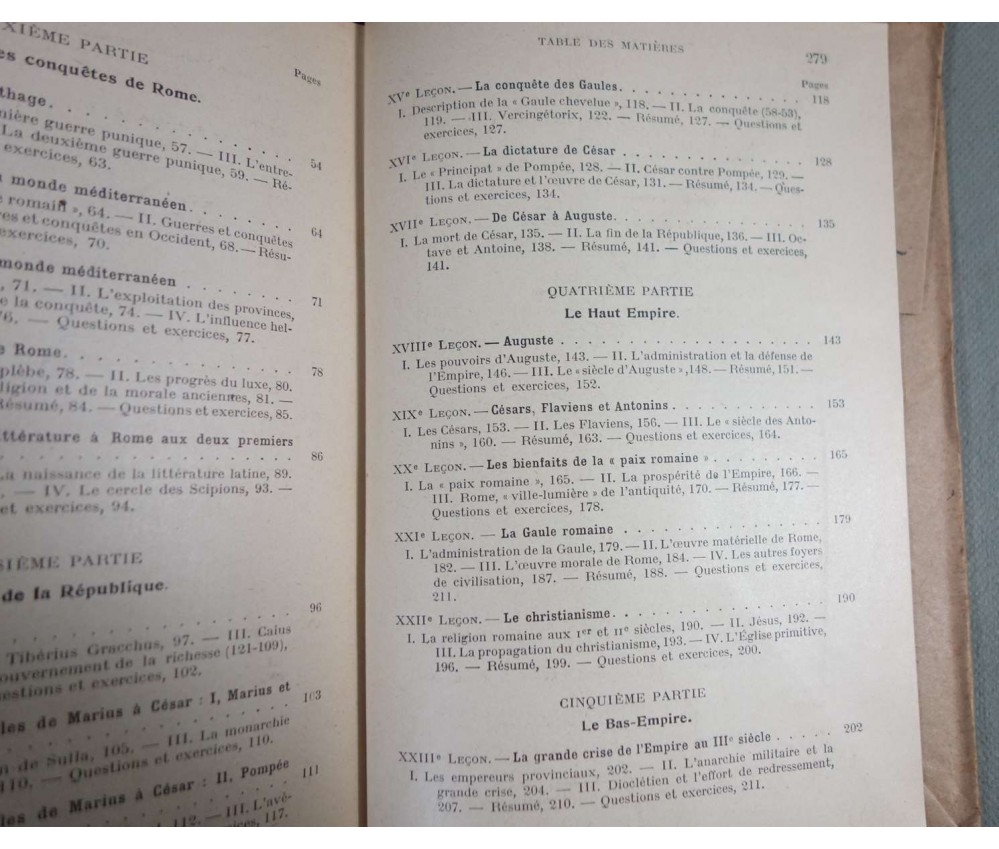 XIÈME PARTIE
es conquêtes de Rome.
Pages
thage . . . . . . . . . . . . 54
nière guerre punique, 57. — III. L'entre-
La deuxième guerre punique, 59. — Ré-
exercices, 63.
monde méditerranéen . . . . . . . 64
e romain », 64. — II. Guerres et conquêtes
res et conquêtes en Occident, 68. — Résu-
exercices, 70.
monde méditerranéen . . . . . . . 71
, 71. — II. L'exploitation des provinces,
e la conquête, 74. — IV. L'influence hel-
76. — Questions et exercices, 77.
e Rome. . . . . . . . . . . . 78
plèbe, 78. — II. Les progrès du luxe, 80.
ligion et de la morale anciennes, 81. —
Résumé, 84. — Questions et exercices, 85.
ittérature à Rome aux deux premiers
. . . . . . . . . . . . 86
La naissance de la littérature latine, 89.
, — IV. Le cercle des Scipions, 93. —
et exercices, 94.
SIÈME PARTIE
de la République.
. . . . . . . . . . . . 96
Tibérius Gracchus, 97. — III. Caius
ouvernement de la richesse (121-109),
uestions et exercices, 102.
les de Marius à César : I, Marius et
. . . . . . . . . . . . 103
n de Sulla, 105. — III. La monarchie
110. — Questions et exercices, 110.
les de Marius à César : II, Pompée
. . . . . . . . . . . . 111
112. — III. L'avè-
rcices, 117.
TABLE DES MATIÈRES 279
Pages
XVe LEÇON. — La conquête des Gaules. . . . . . . . . . . . 118
I. Description de la « Gaule chevelue », 118. — II. La conquête (58-53),
119. — III. Vercingétorix, 122. — Résumé, 127. — Questions et
exercices, 127.
XVIe LEÇON. — La dictature de César . . . . . . . . . . . . 128
I. Le « Principat » de Pompée, 128. — II. César contre Pompée, 129. —
III. La dictature et l'œuvre de César, 131. — Résumé, 134. — Ques-
tions et exercices, 134.
XVIIe LEÇON. — De César à Auguste. . . . . . . . . . . . 135
I. La mort de César, 135. — II. La fin de la République, 136. — III. Oc-
tave et Antoine, 138. — Résumé, 141. — Questions et exercices,
141.
QUATRIÈME PARTIE
Le Haut Empire.
XVIIIe LEÇON. — Auguste . . . . . . . . . . . . 143
I. Les pouvoirs d'Auguste, 143. — II. L'administration et la défense de
l'Empire, 146. — III. Le « siècle d'Auguste », 148. — Résumé, 151. —
Questions et exercices, 152.
XIXe LEÇON. — Césars, Flaviens et Antonins . . . . . . . . . . 153
I. Les Césars, 153. — II. Les Flaviens, 156. — III. Le « siècle des Anto-
nins », 160. — Résumé, 163. — Questions et exercices, 164.
XXe LEÇON. — Les bienfaits de la « paix romaine » . . . . . . . . 165
I. La « paix romaine », 165. — II. La prospérité de l'Empire, 166. —
III. Rome, « ville-lumière » de l'antiquité, 170. — Résumé, 177. —
Questions et exercices, 178.
XXIe LEÇON. — La Gaule romaine . . . . . . . . . . . . 179
I. L'administration de la Gaule, 179. — II. L'œuvre matérielle de Rome,
182. — III. L'œuvre morale de Rome, 184. — IV. Les autres foyers
de civilisation, 187. — Résumé, 188. — Questions et exercices,
211.
XXIIe LEÇON. — Le christianisme. . . . . . . . . . . . 190
I. La religion romaine aux Ier et IIe siècles, 190. — II. Jésus, 192. —
III. La propagation du christianisme, 193. — IV. L'Église primitive,
196. — Résumé, 199. — Questions et exercices, 200.
CINQUIÈME PARTIE
Le Bas-Empire.
XXIIIe LEÇON. — La grande crise de l'Empire au IIIe siècle . . . . . 202
I. Les empereurs provinciaux, 202. — II. L'anarchie militaire et la
grande crise, 204. — III. Dioclétien et l'effort de redressement,
207. — Résumé, 210. — Questions et exercices, 211.